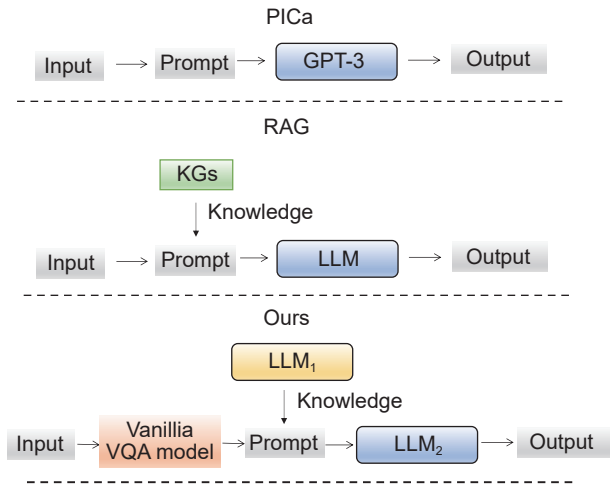 PICa
Input Prompt GPT-3 Output
RAG
KGs
Knowledge
Input Prompt LLM Output
Ours
LLM₁
Knowledge
Input Vanillia VQA model Prompt LLM₂ Output